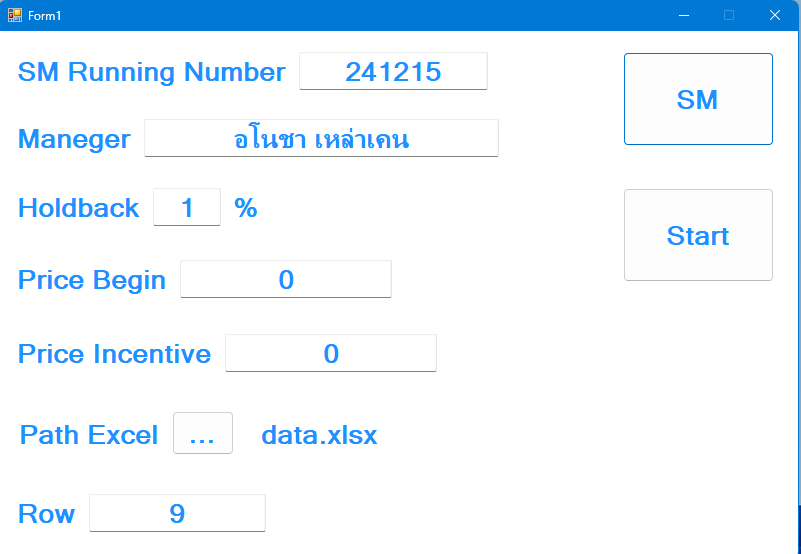 Form1
SM Running Number 241215
SM
Maneger อโนชา เหล่าเคน
Holdback 1 %
Start
Price Begin 0
Price Incentive 0
Path Excel ... data.xlsx
Row 9